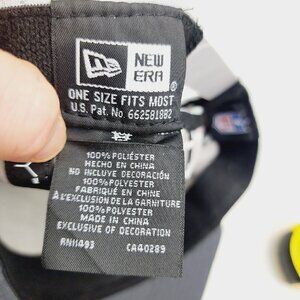 NEW
ERA
®
ONE SIZE FITS MOST
U.S. Pat. No. 6625818B2
100% POLIÉSTER
HECHO EN CHINA
NO INCLUYE DECORACIÓN
100% POLYESTER
FABRIQUÉ EN CHINE
À L'EXCLUSION DE LA GARNITURE
100% POLYESTER
MADE IN CHINA
EXCLUSIVE OF DECORATION
RN11493 CA40289